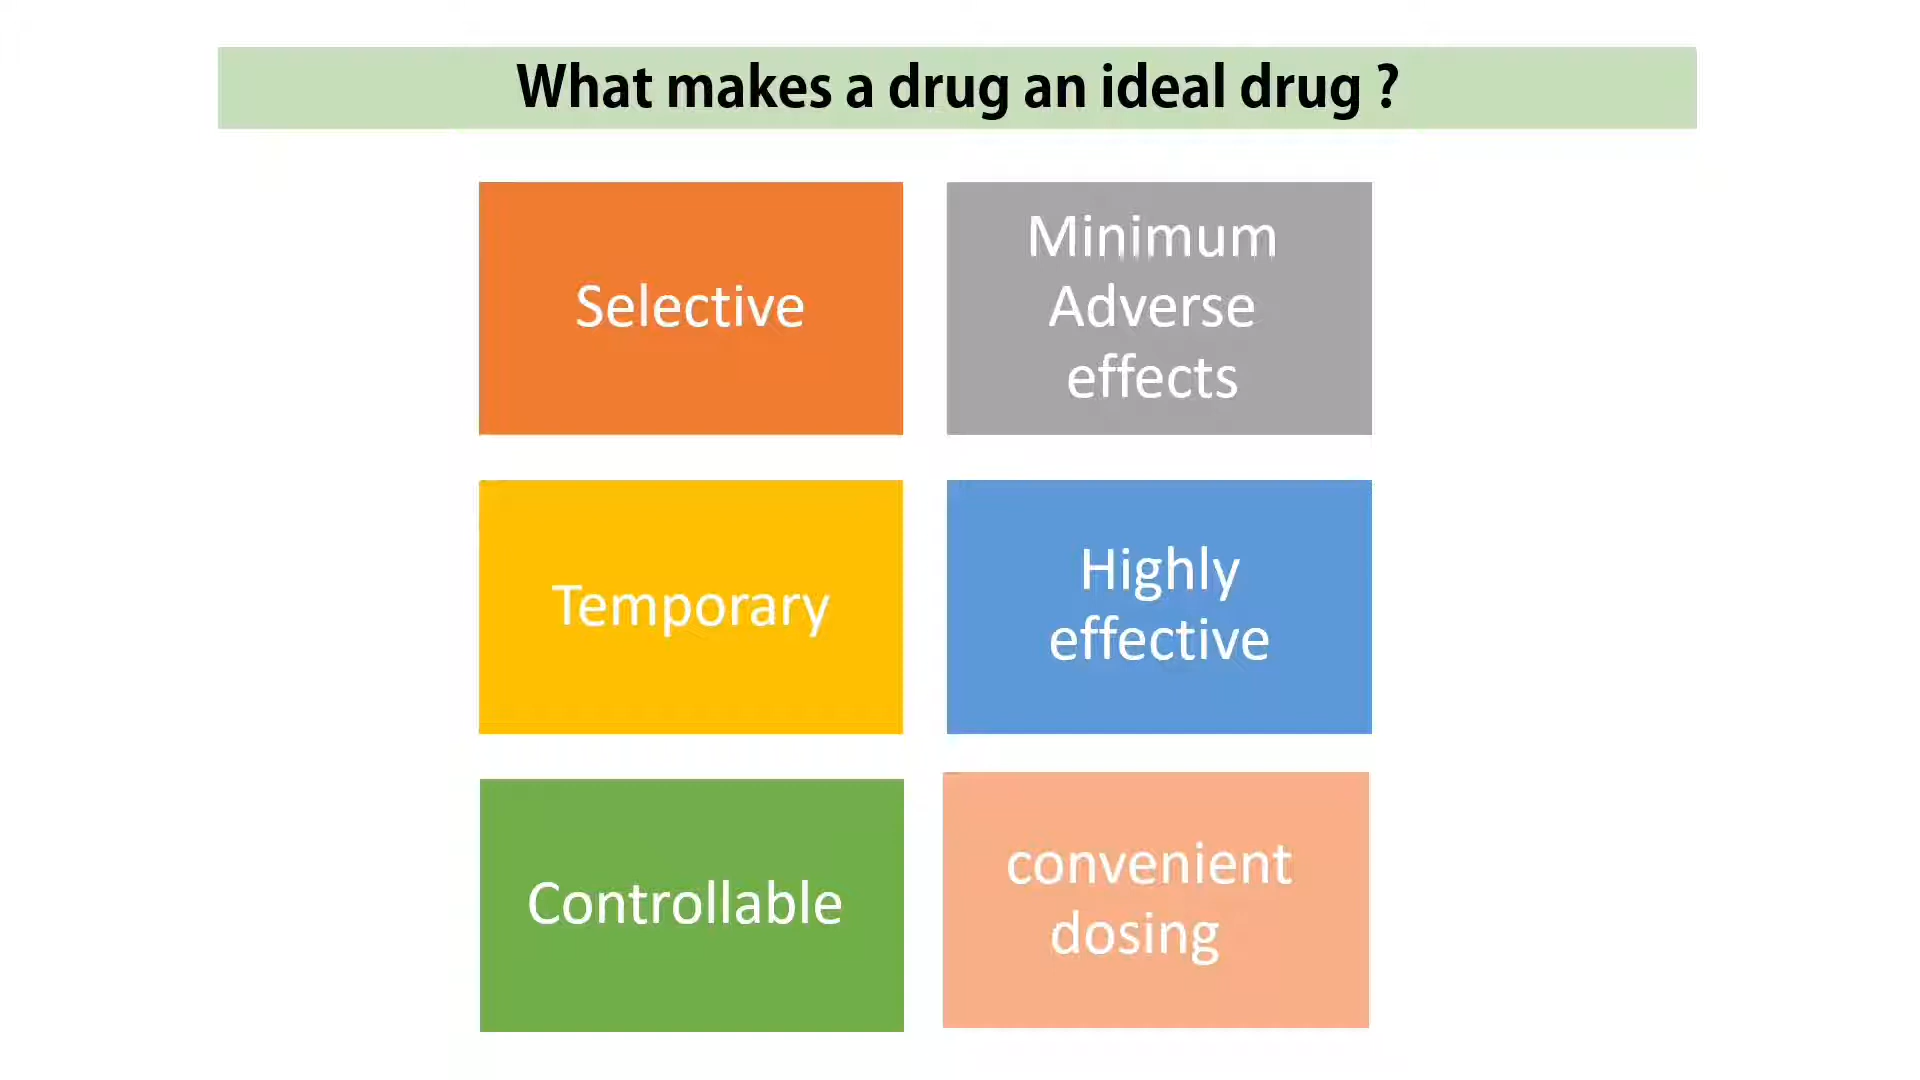 What makes a drug an ideal drug ?
Selective
Minimum
Adverse
effects
Temporary
Highly
effective
Controllable
convenient
dosing